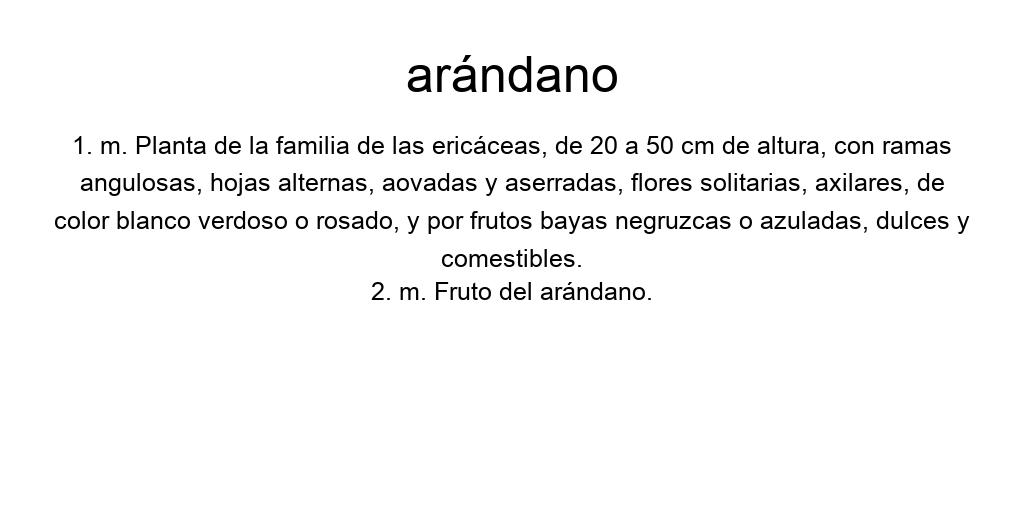 arándano
1. m. Planta de la familia de las ericáceas, de 20 a 50 cm de altura, con ramas
angulosas, hojas alternas, aovadas y aserradas, flores solitarias, axilares, de
color blanco verdoso o rosado, y por frutos bayas negruzcas o azuladas, dulces y
comestibles.
2. m. Fruto del arándano.